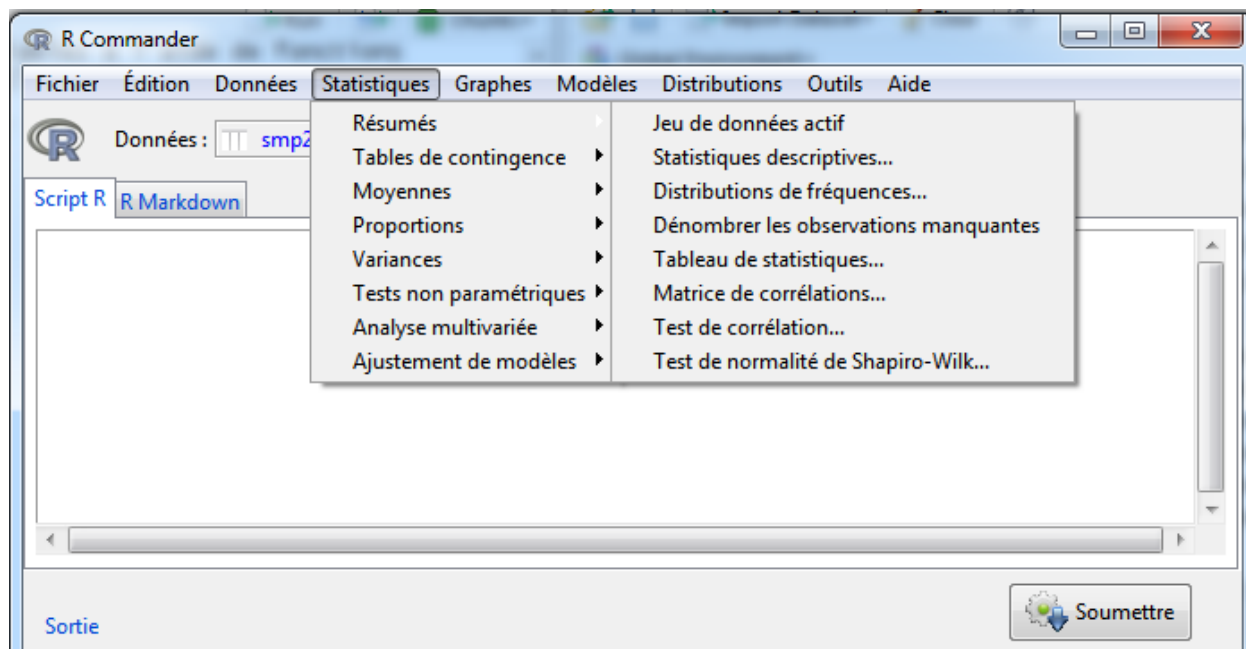 R Commander
Fichier Édition Données Statistiques Graphes Modèles Distributions Outils Aide
Données : smp2
Script R R Markdown
Résumés
Tables de contingence
Moyennes
Proportions
Variances
Tests non paramétriques
Analyse multivariée
Ajustement de modèles
Jeu de données actif
Statistiques descriptives...
Distributions de fréquences...
Dénombrer les observations manquantes
Tableau de statistiques...
Matrice de corrélations...
Test de corrélation...
Test de normalité de Shapiro-Wilk...
Soumettre
Sortie